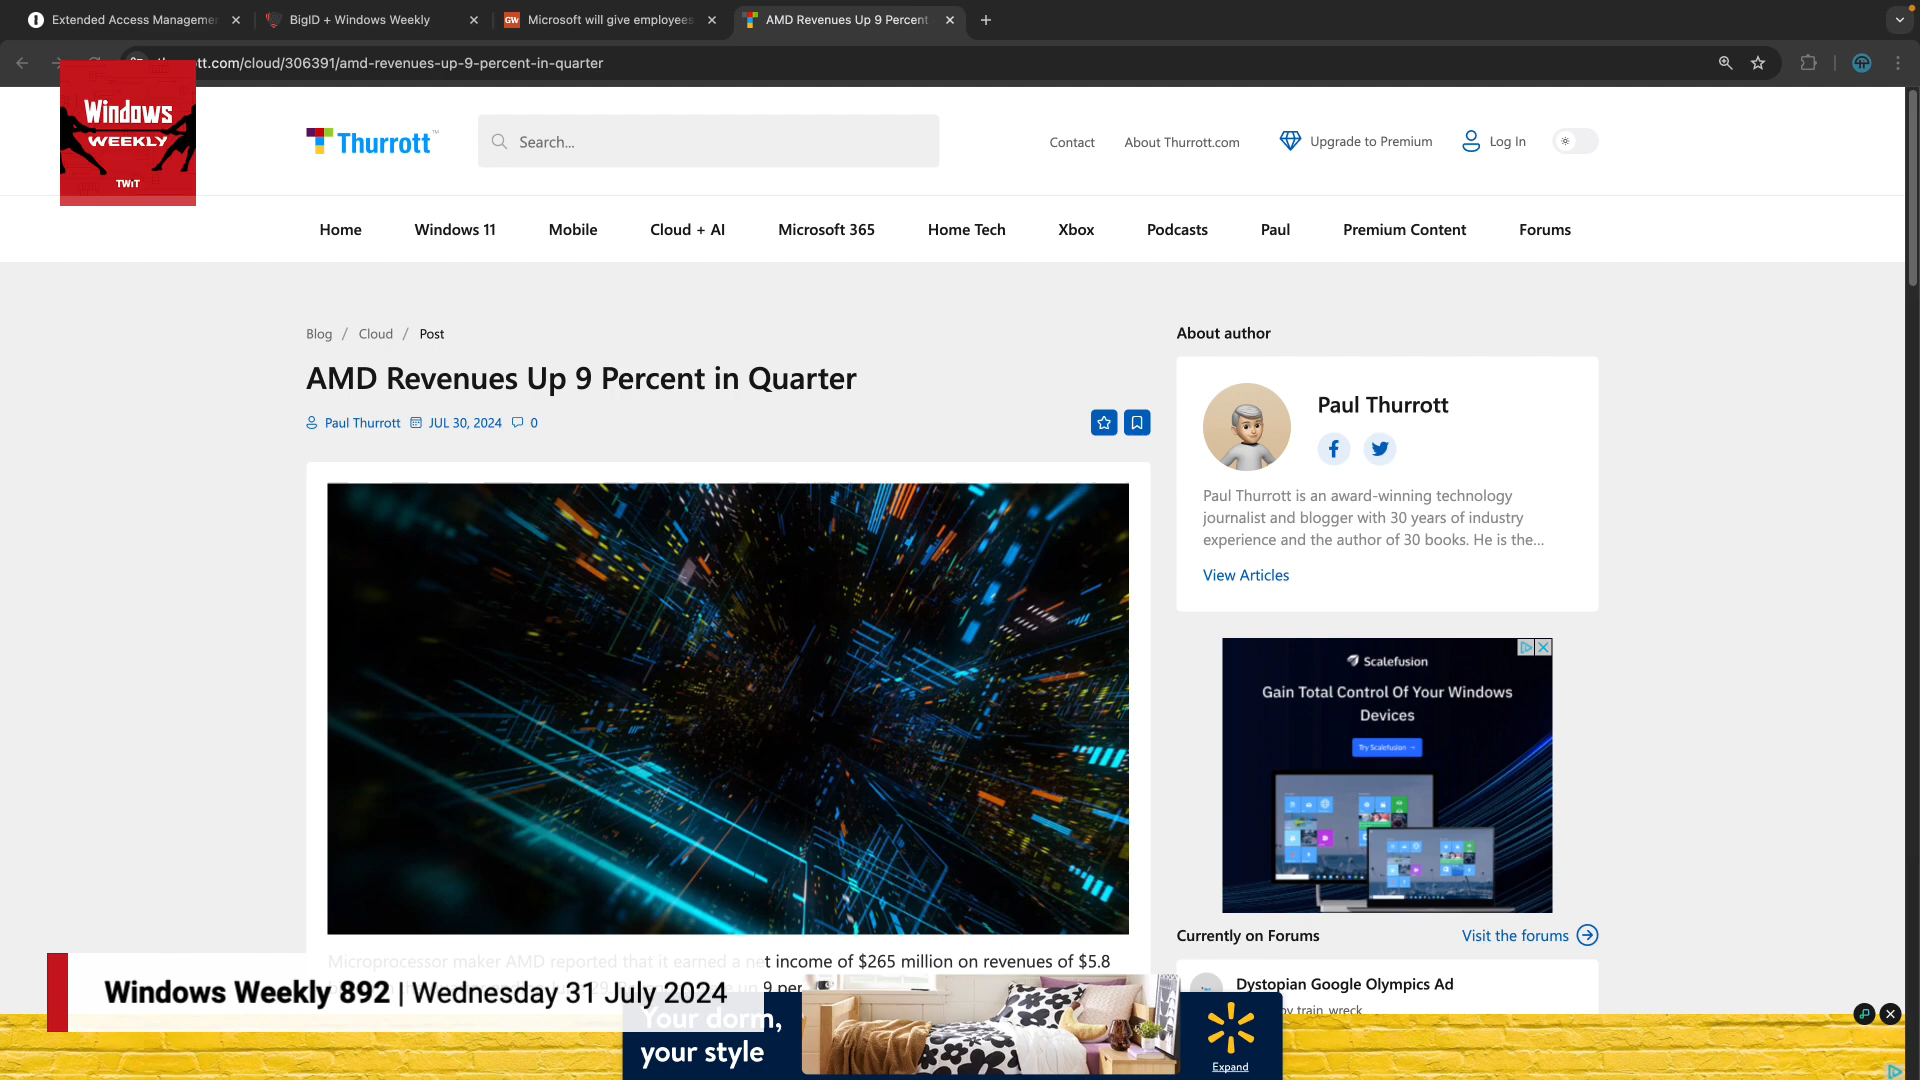 Extended Access Managemen
BigID + Windows Weekly
GW
Microsoft will give employees
AMD Revenues Up 9 Percent
tt.com/cloud/306391/amd-revenues-up-9-percent-in-quarter
Windows
WEEKLY
TWiT
Thurrott
Search...
Contact
About Thurrott.com
Upgrade to Premium
Log In
Home
Windows 11
Mobile
Cloud + AI
Microsoft 365
Home Tech
Xbox
Podcasts
Paul
Premium Content
Forums
Blog / Cloud / Post
AMD Revenues Up 9 Percent in Quarter
Paul Thurrott JUL 30, 2024 0
Microprocessor maker AMD reported that it earned a net income of $265 million on revenues of $5.8
9 per
About author
Paul Thurrott
Paul Thurrott is an award-winning technology
journalist and blogger with 30 years of industry
experience and the author of 30 books. He is the...
View Articles
Scalefusion
Gain Total Control Of Your Windows
Devices
Try Scalefusion →
Currently on Forums
Visit the forums
Dystopian Google Olympics Ad
by train_wreck
Windows Weekly 892 | Wednesday 31 July 2024
Your dorm,
your style
Expand